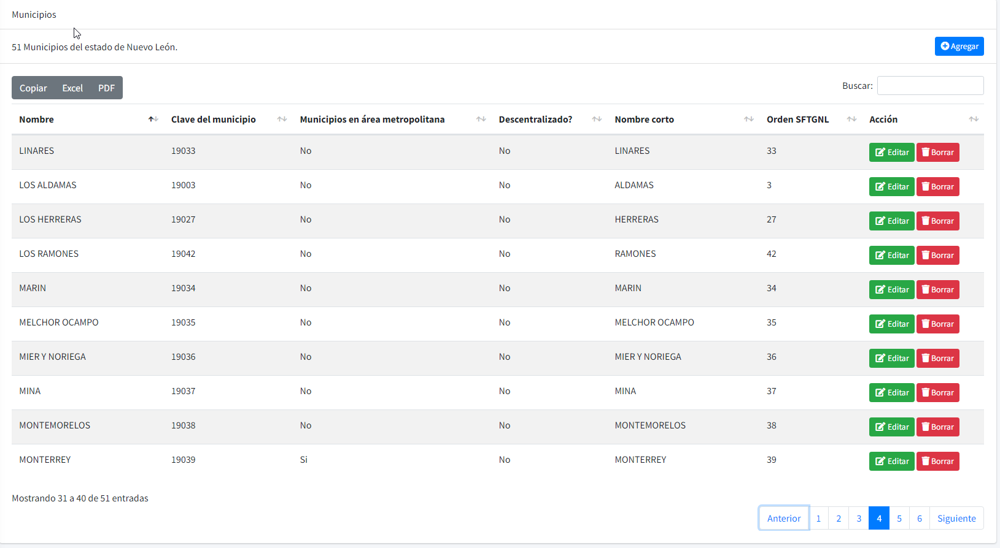 Municipios
51 Municipios del estado de Nuevo León.
Agregar
Copiar Excel PDF
Buscar:
Nombre Clave del municipio Municipios en área metropolitana Descentralizado? Nombre corto Orden SFTGNL Acción
LINARES 19033 No No LINARES 33 Editar Borrar
LOS ALDAMAS 19003 No No ALDAMAS 3 Editar Borrar
LOS HERRERAS 19027 No No HERRERAS 27 Editar Borrar
LOS RAMONES 19042 No No RAMONES 42 Editar Borrar
MARIN 19034 No No MARIN 34 Editar Borrar
MELCHOR OCAMPO 19035 No No MELCHOR OCAMPO 35 Editar Borrar
MIER Y NORIEGA 19036 No No MIER Y NORIEGA 36 Editar Borrar
MINA 19037 No No MINA 37 Editar Borrar
MONTEMORELOS 19038 No No MONTEMORELOS 38 Editar Borrar
MONTERREY 19039 Si No MONTERREY 39 Editar Borrar
Mostrando 31 a 40 de 51 entradas
Anterior 1 2 3 4 5 6 Siguiente